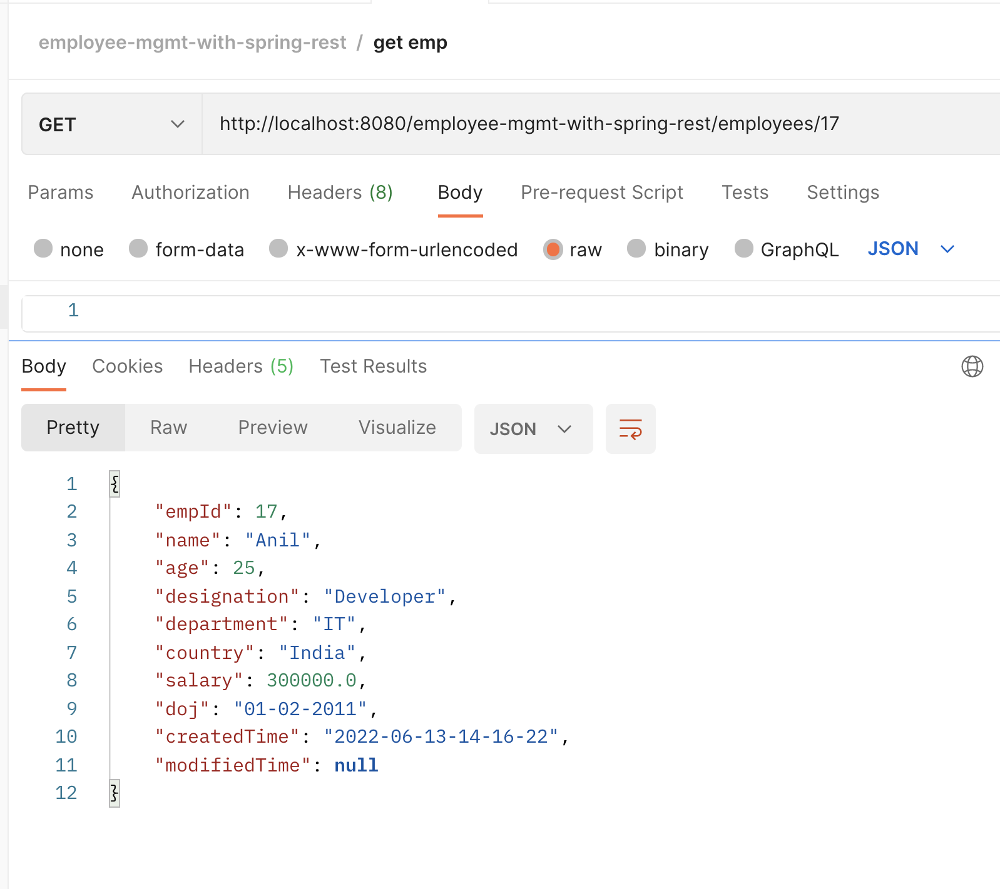 employee-mgmt-with-spring-rest / get emp
GET http://localhost:8080/employee-mgmt-with-spring-rest/employees/17
Params Authorization Headers (8) Body Pre-request Script Tests Settings
none form-data x-www-form-urlencoded raw binary GraphQL JSON
1
Body Cookies Headers (5) Test Results
Pretty Raw Preview Visualize JSON
1 {
2 "empId": 17,
3 "name": "Anil",
4 "age": 25,
5 "designation": "Developer",
6 "department": "IT",
7 "country": "India",
8 "salary": 300000.0,
9 "doj": "01-02-2011",
10 "createdTime": "2022-06-13-14-16-22",
11 "modifiedTime": null
12 }